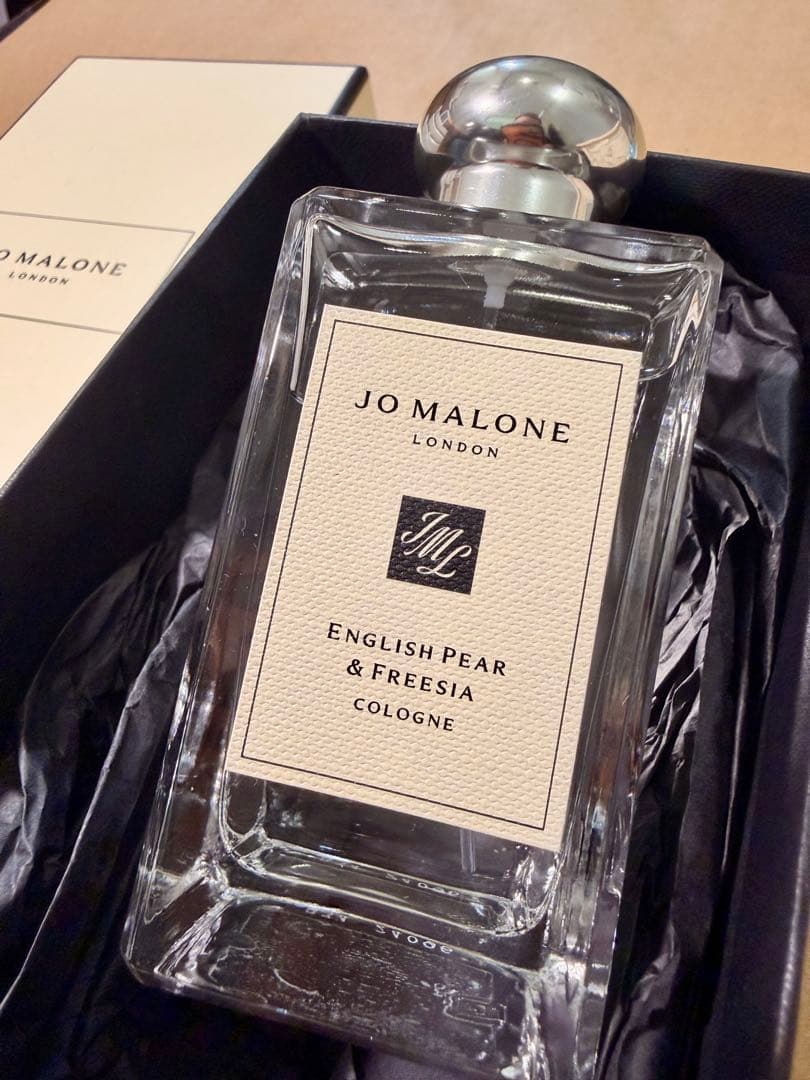 JO MALONE
LONDON
JO MALONE
LONDON
JML
ENGLISH PEAR
& FREESIA
COLOGNE